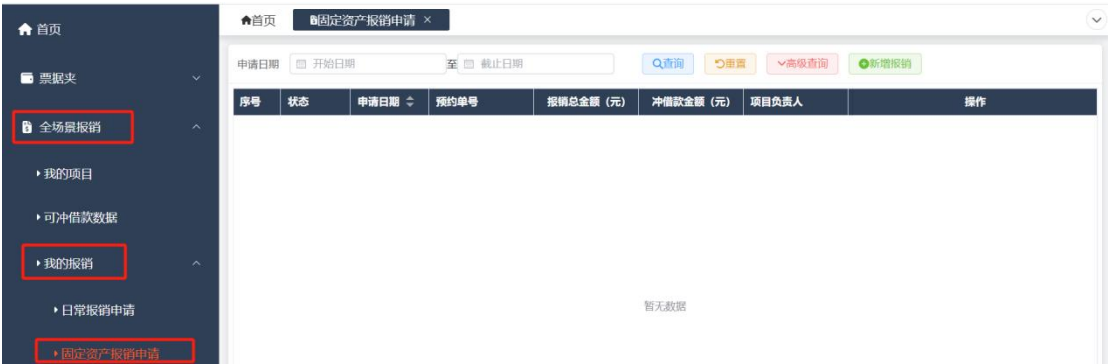 首页
票据夹
全场景报销
我的项目
可冲借款数据
我的报销
日常报销申请
固定资产报销申请
首页 固定资产报销申请 ×
申请日期 开始日期 至 截止日期 查询 重置 高级查询 新增报销
序号 状态 申请日期 预约单号 报销总金额（元） 冲借款金额（元） 项目负责人 操作
暂无数据